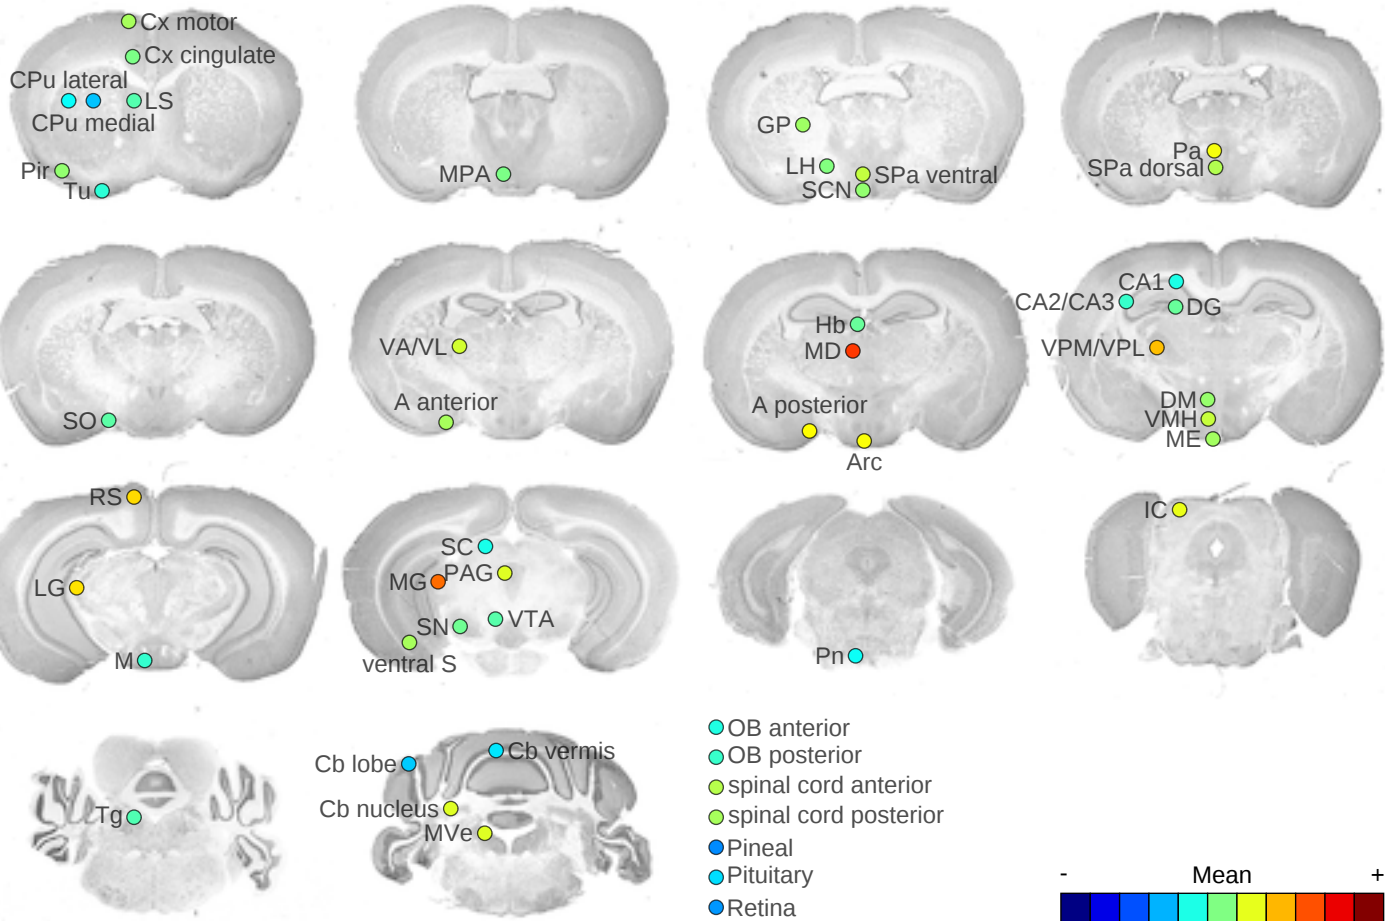 Cx motor
Cx cingulate
CPu lateral
LS
CPu medial
Pir
Tu
MPA
GP
LH
SPa ventral
SCN
Pa
SPa dorsal
SO
VA/VL
A anterior
Hb
MD
A posterior
Arc
CA1
CA2/CA3
DG
VPM/VPL
DM
VMH
ME
RS
LG
M
SC
MG
PAG
SN
VTA
ventral S
Pn
IC
Tg
Cb lobe
Cb vermis
Cb nucleus
MVe
OB anterior
OB posterior
spinal cord anterior
spinal cord posterior
Pineal
Pituitary
Retina
- Mean +